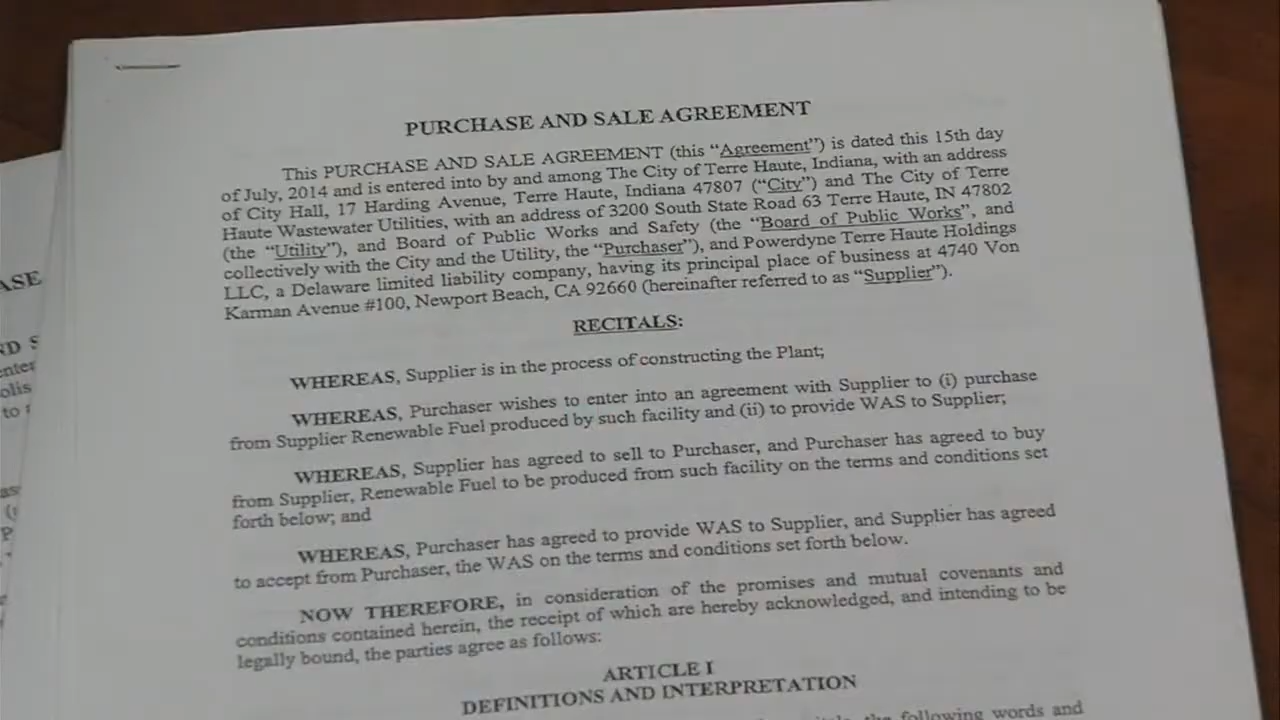 PURCHASE AND SALE AGREEMENT
This PURCHASE AND SALE AGREEMENT (this “Agreement”) is dated this 15th day
of July, 2014 and is entered into by and among The City of Terre Haute, Indiana, with an address
of City Hall, 17 Harding Avenue, Terre Haute, Indiana 47807 (“City”) and The City of Terre
Haute Wastewater Utilities, with an address of 3200 South State Road 63 Terre Haute, IN 47802
(the “Utility”), and Board of Public Works and Safety (the “Board of Public Works”, and
collectively with the City and the Utility, the “Purchaser”), and Powerdyne Terre Haute Holdings
LLC, a Delaware limited liability company, having its principal place of business at 4740 Von
Karman Avenue #100, Newport Beach, CA 92660 (hereinafter referred to as “Supplier”).
RECITALS:
WHEREAS, Supplier is in the process of constructing the Plant;
WHEREAS, Purchaser wishes to enter into an agreement with Supplier to (i) purchase
from Supplier Renewable Fuel produced by such facility and (ii) to provide WAS to Supplier;
WHEREAS, Supplier has agreed to sell to Purchaser, and Purchaser has agreed to buy
from Supplier, Renewable Fuel to be produced from such facility on the terms and conditions set
forth below; and
WHEREAS, Purchaser has agreed to provide WAS to Supplier, and Supplier has agreed
to accept from Purchaser, the WAS on the terms and conditions set forth below.
NOW THEREFORE, in consideration of the promises and mutual covenants and
conditions contained herein, the receipt of which are hereby acknowledged, and intending to be
legally bound, the parties agree as follows:
ARTICLE I
DEFINITIONS AND INTERPRETATION
the following words and